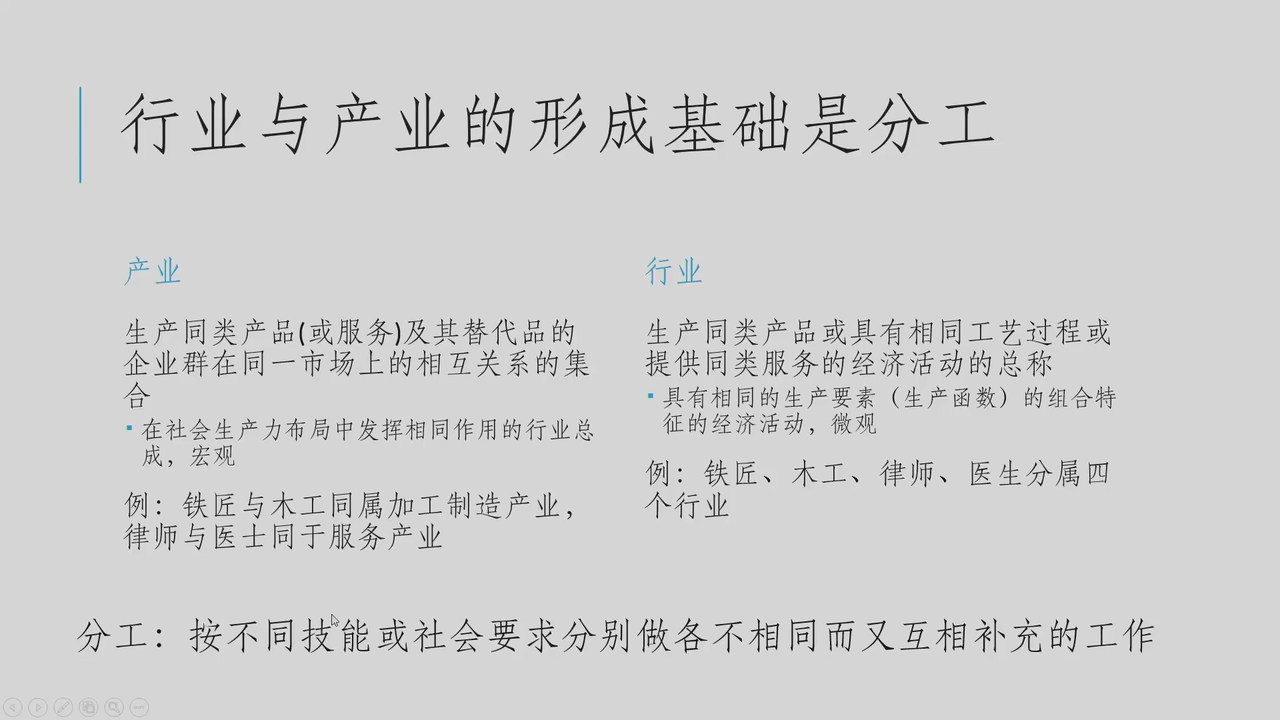 行业与产业的形成基础是分工
产业
生产同类产品(或服务)及其替代品的
企业群在同一市场上的相互关系的集
合
在社会生产力布局中发挥相同作用的行业总
成，宏观
例：铁匠与木工同属加工制造产业，
律师与医士同于服务产业
行业
生产同类产品或具有相同工艺过程或
提供同类服务的经济活动的总称
具有相同的生产要素（生产函数）的组合特
征的经济活动，微观
例：铁匠、木工、律师、医生分属四
个行业
分工：按不同技能或社会要求分别做各不相同而又互相补充的工作